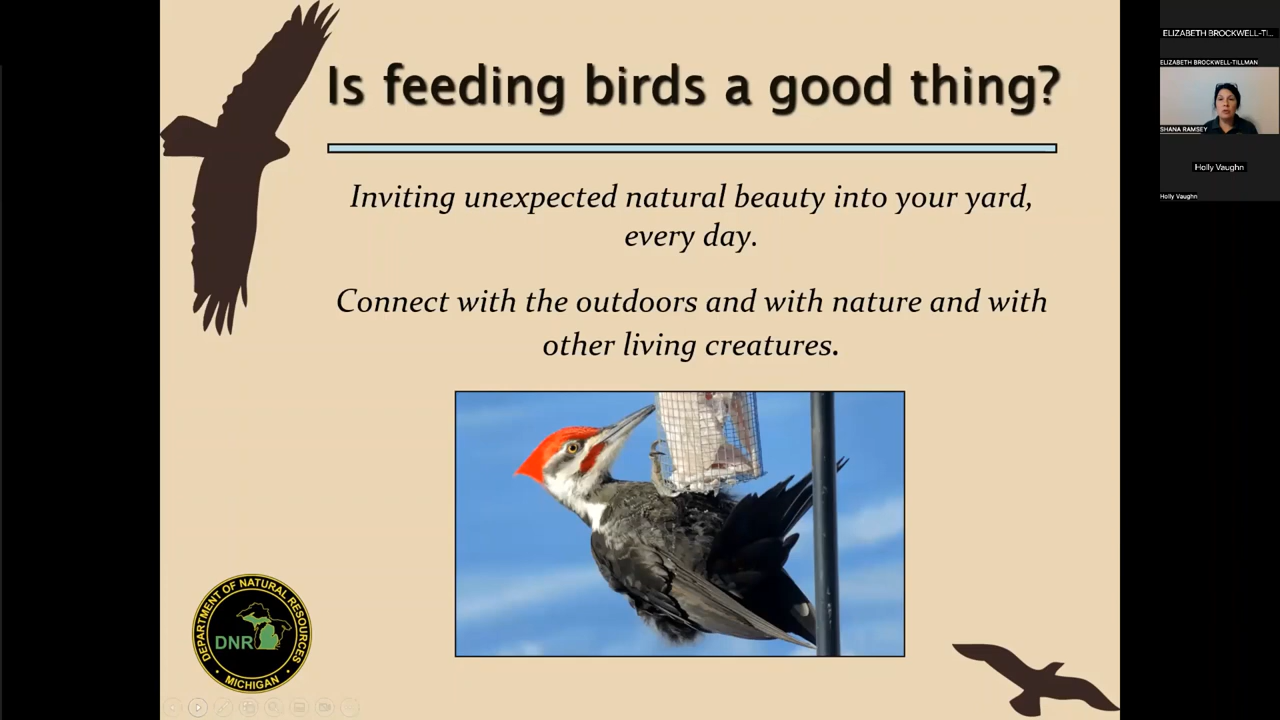 Is feeding birds a good thing?
Inviting unexpected natural beauty into your yard,
every day.
Connect with the outdoors and with nature and with
other living creatures.
DEPARTMENT OF NATURAL RESOURCES
DNR
MICHIGAN
ELIZABETH BROCKWELL-TI...
ELIZABETH BROCKWELL-TILLMAN
SHANA RAMSEY
Holly Vaughn
Holly Vaughn